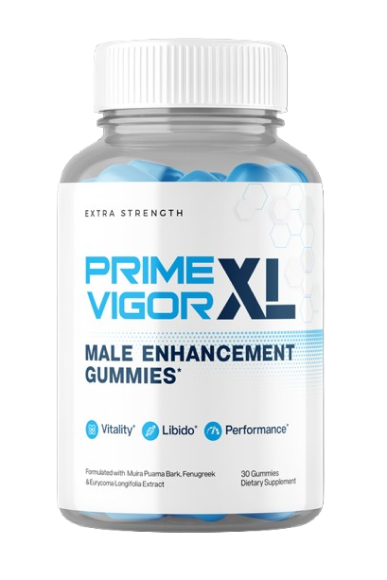 EXTRA STRENGTH
PRIME
VIGOR XL
MALE ENHANCEMENT
GUMMIES*
Vitality* Libido* Performance*
Formulated with Muira Puama Bark, Fenugreek
& Eurycoma Longifolia Extract
30 Gummies
Dietary Supplement